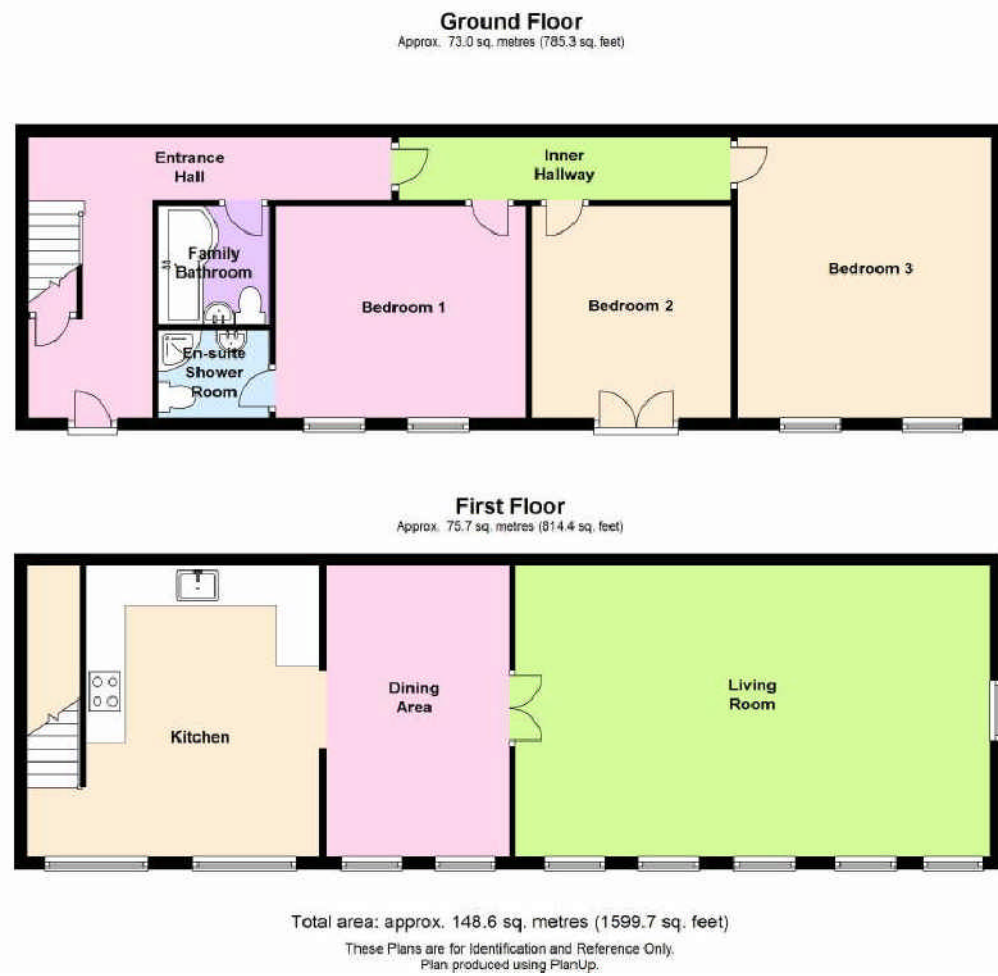 Ground Floor
Approx. 73.0 sq. metres (785.3 sq. feet)
Entrance
Hall
Inner
Hallway
Family
Bathroom
Bedroom 1
Bedroom 2
Bedroom 3
En-suite
Shower
Room
First Floor
Approx. 75.7 sq. metres (814.4 sq. feet)
Kitchen
Dining
Area
Living
Room
Total area: approx. 148.6 sq. metres (1599.7 sq. feet)
These Plans are for Identification and Reference Only.
Plan produced using PlanUp.